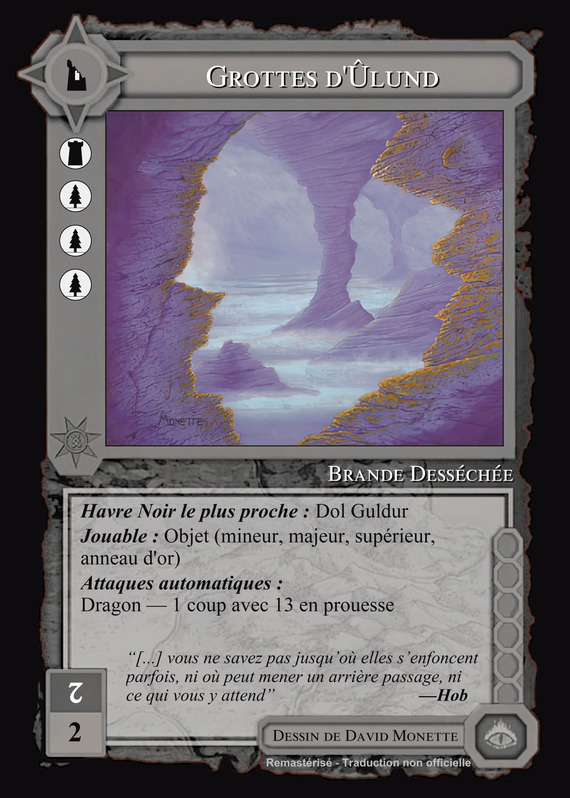 GROTTES D'ÛLUND
MONETTE
BRANDE DESSÉCHÉE
Havre Noir le plus proche : Dol Guldur
Jouable : Objet (mineur, majeur, supérieur,
anneau d'or)
Attaques automatiques :
Dragon — 1 coup avec 13 en prouesse
“[...] vous ne savez pas jusqu’où elles s’enfoncent
parfois, ni où peut mener un arrière passage, ni
ce qui vous y attend” —Hob
2
DESSIN DE DAVID MONETTE
Remastérisé - Traduction non officielle